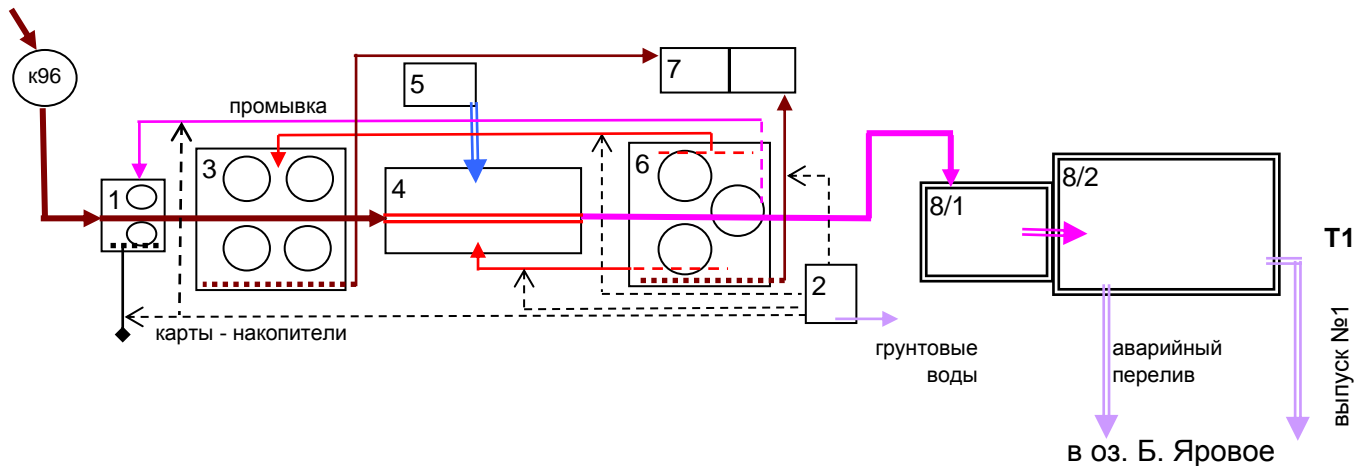 к96
промывка
5
7
3
6
1
4
8/1
8/2
2
карты - накопители
грунтовые
воды
аварийный
перелив
Т1
выпуск №1
в оз. Б. Яровое